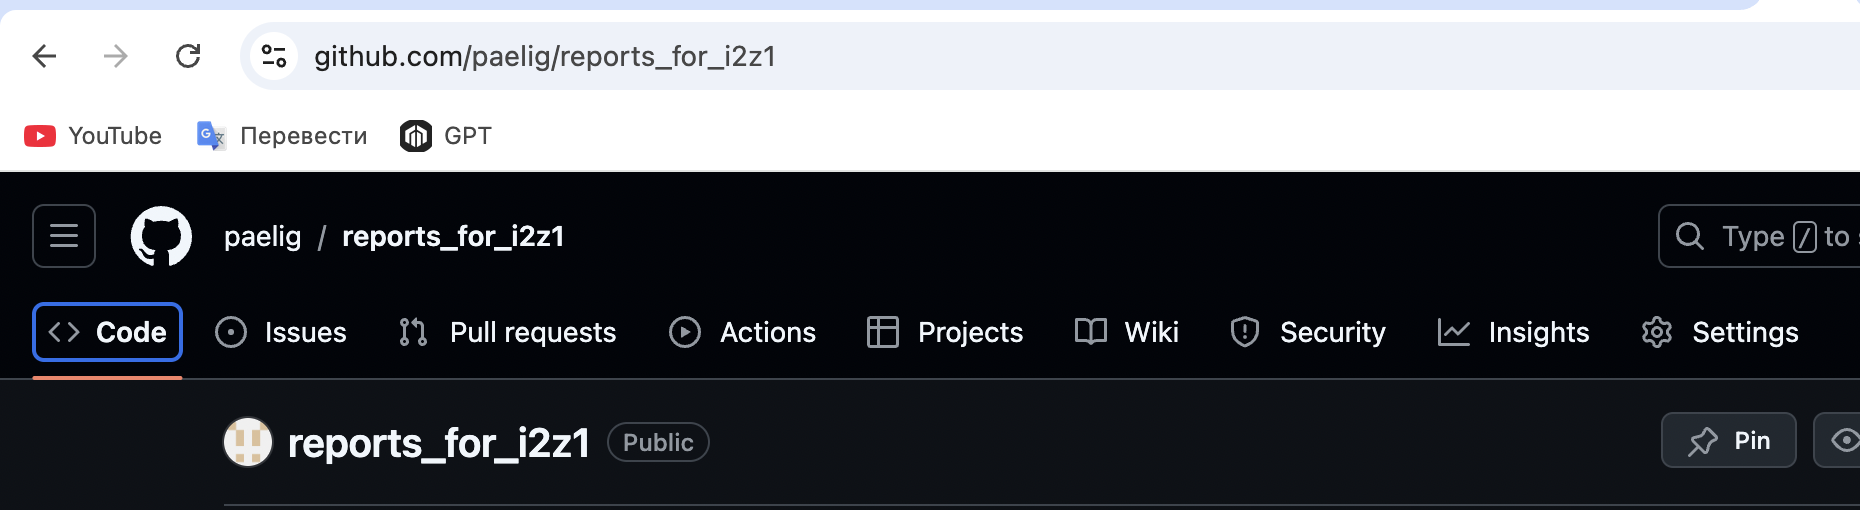 github.com/paelig/reports_for_i2z1
YouTube Перевести GPT
paelig / reports_for_i2z1 Type / to
Code Issues Pull requests Actions Projects Wiki Security Insights Settings
reports_for_i2z1 Public Pin